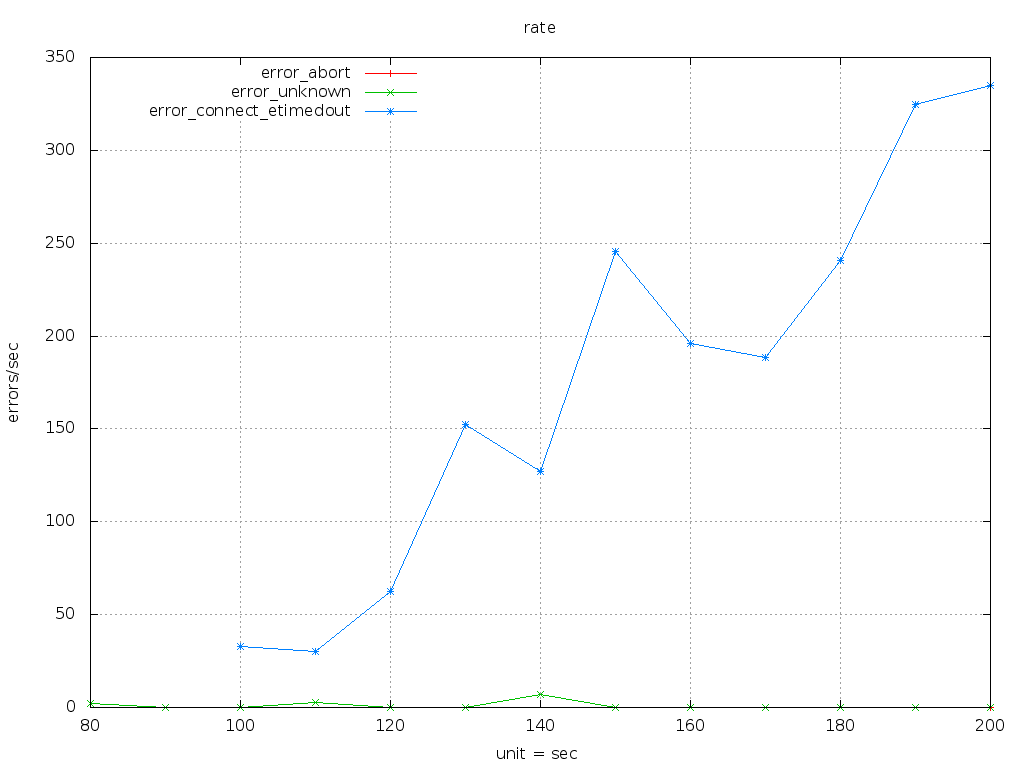 rate
350
error_abort
error_unknown
error_connect_etimedout
300
250
200
errors/sec
150
100
50
0
80 100 120 140 160 180 200
unit = sec